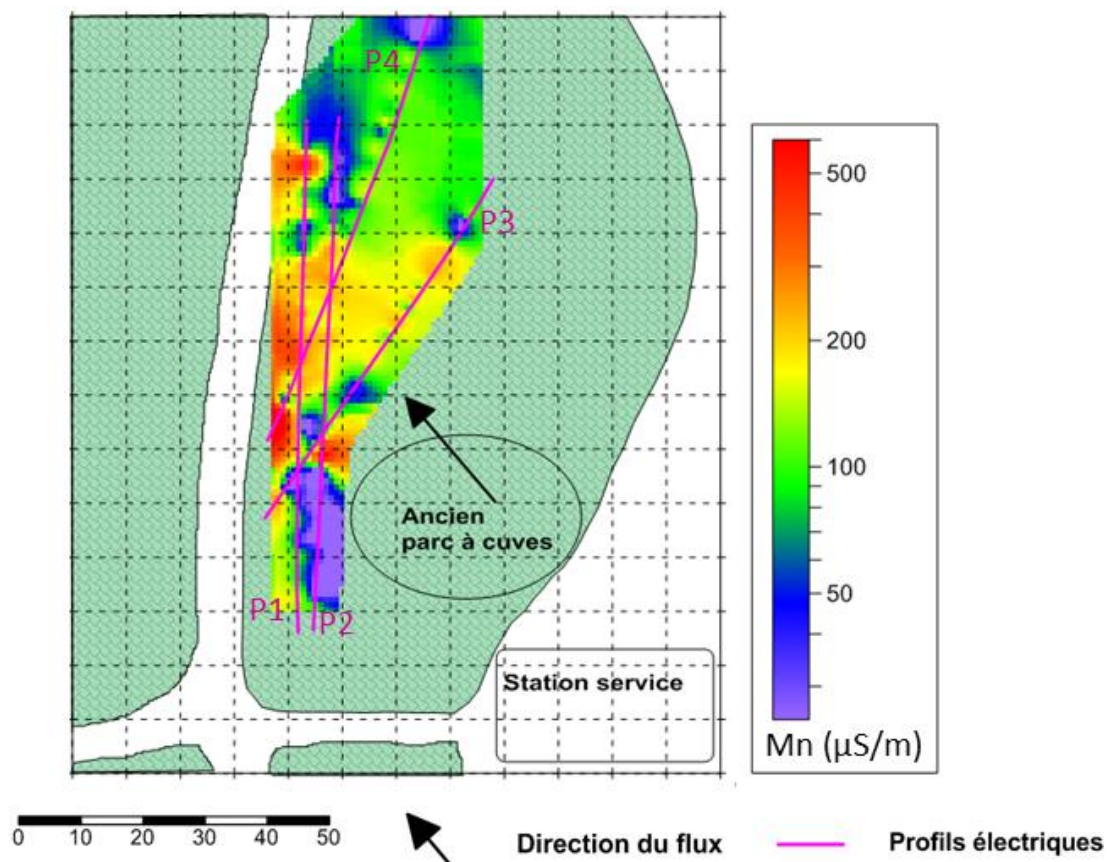 P4
P3
500
200
100
50
Mn (µS/m)
Ancien
parc à cuves
P1
P2
Station service
0 10 20 30 40 50
Direction du flux
Profils électriques